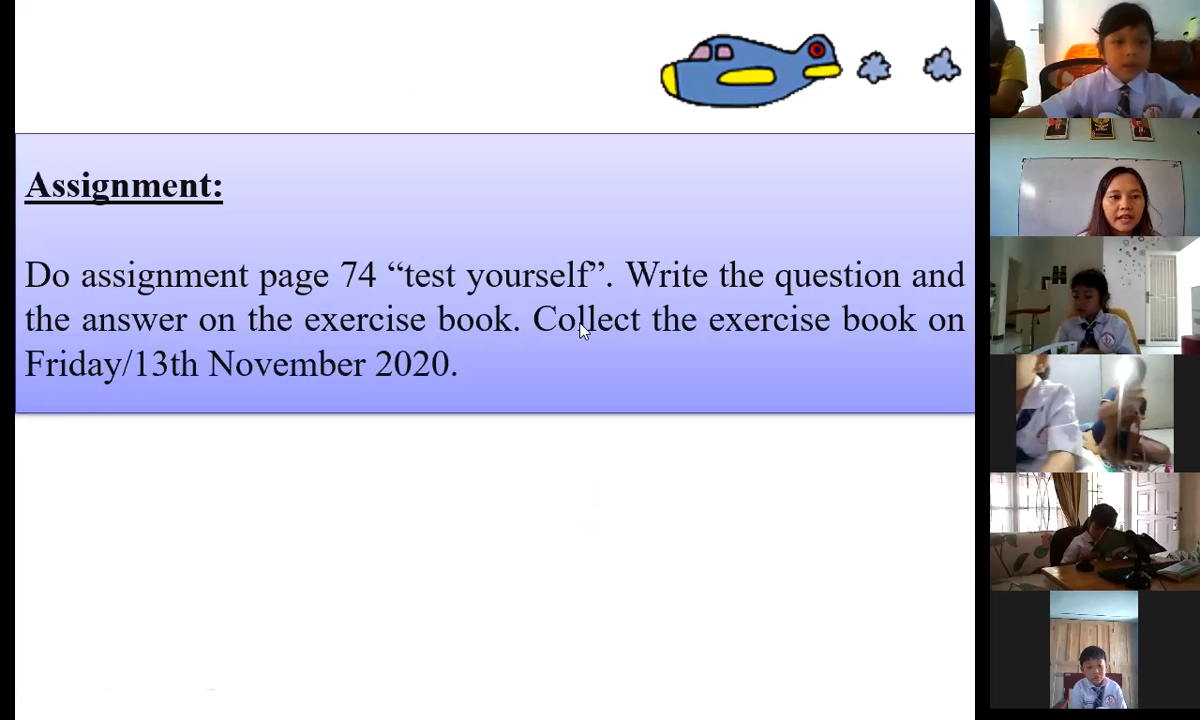 Assignment:
Do assignment page 74 “test yourself”. Write the question and
the answer on the exercise book. Collect the exercise book on
Friday/13th November 2020.